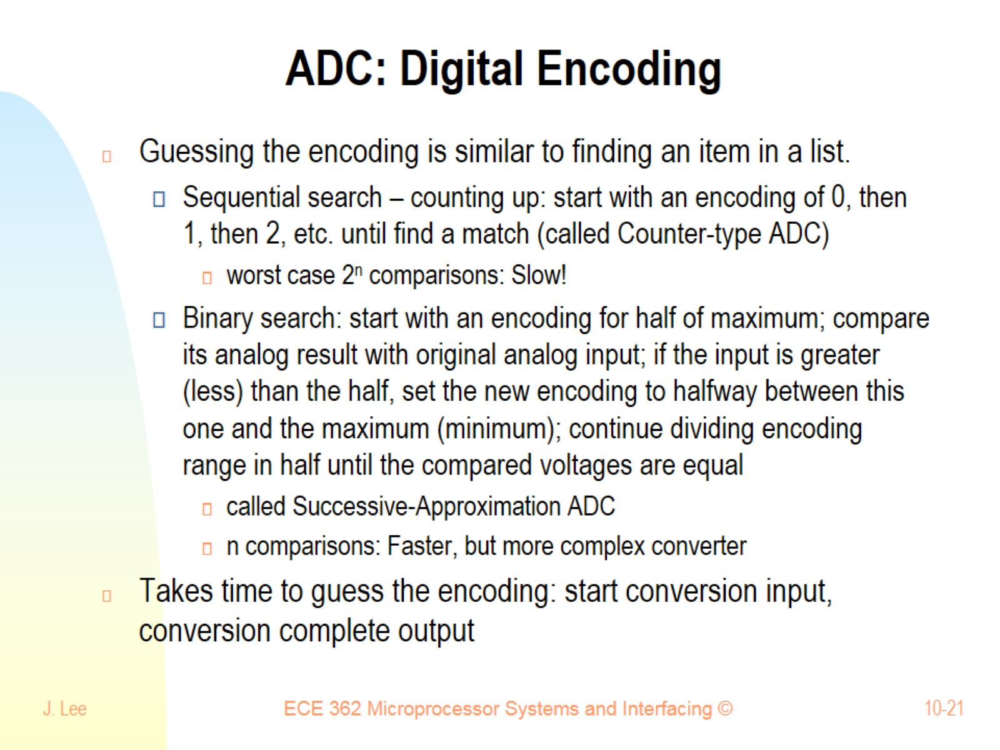 ADC: Digital Encoding
Guessing the encoding is similar to finding an item in a list.
Sequential search – counting up: start with an encoding of 0, then
1, then 2, etc. until find a match (called Counter-type ADC)
worst case 2ⁿ comparisons: Slow!
Binary search: start with an encoding for half of maximum; compare
its analog result with original analog input; if the input is greater
(less) than the half, set the new encoding to halfway between this
one and the maximum (minimum); continue dividing encoding
range in half until the compared voltages are equal
called Successive-Approximation ADC
n comparisons: Faster, but more complex converter
Takes time to guess the encoding: start conversion input,
conversion complete output
J. Lee
ECE 362 Microprocessor Systems and Interfacing ©
10-21